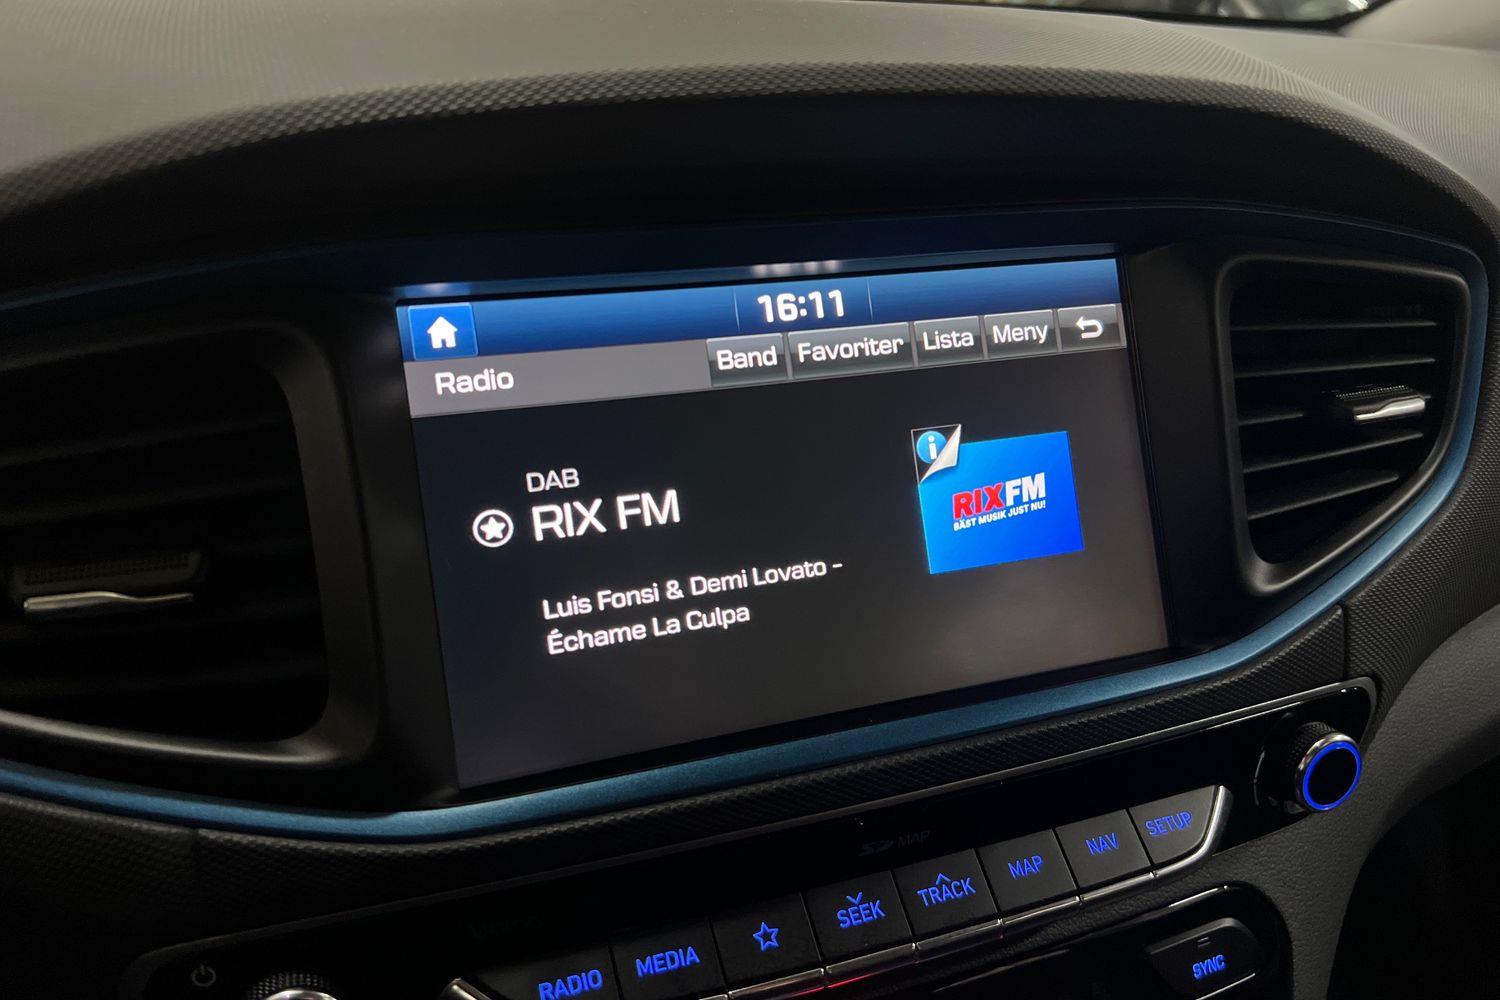 16:11
Radio
Band Favoriter Lista Meny
DAB
RIX FM
Luis Fonsi & Demi Lovato -
Échame La Culpa
i
RIXFM
BÄST MUSIK JUST NU!
SD MAP
RADIO MEDIA SEEK TRACK MAP NAV SETUP
SYNC